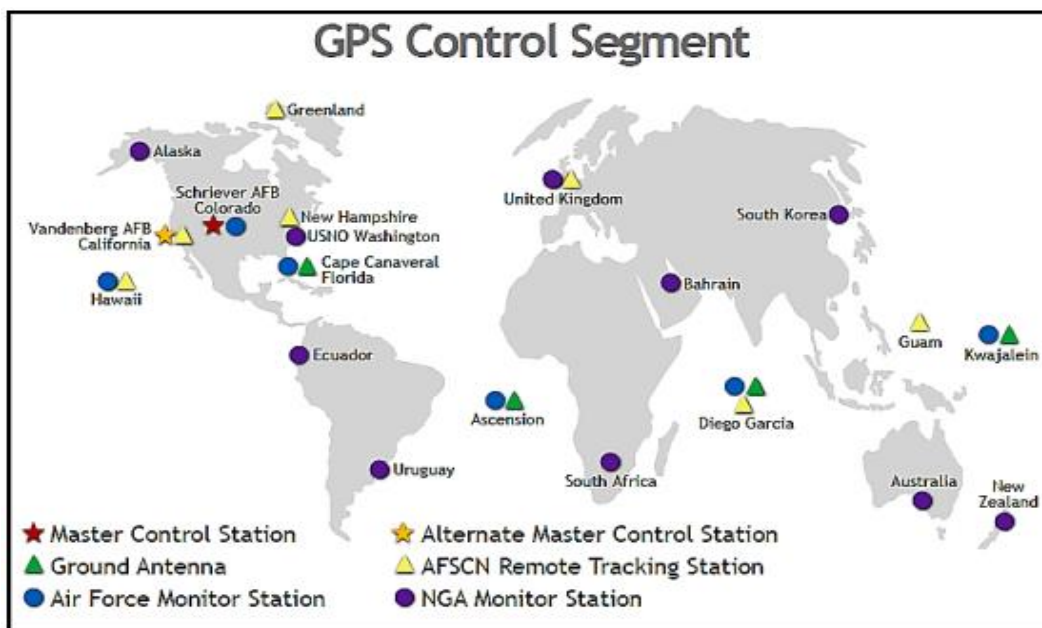 GPS Control Segment
Greenland
Alaska
Schriever AFB
Colorado
Vandenberg AFB
California
New Hampshire
USNO Washington
Cape Canaveral
Florida
Hawaii
United Kingdom
South Korea
Bahrain
Ecuador
Guam
Kwajalein
Ascension
Diego Garcia
Uruguay
South Africa
Australia
New
Zealand
Master Control Station
Alternate Master Control Station
Ground Antenna
AFSCN Remote Tracking Station
Air Force Monitor Station
NGA Monitor Station